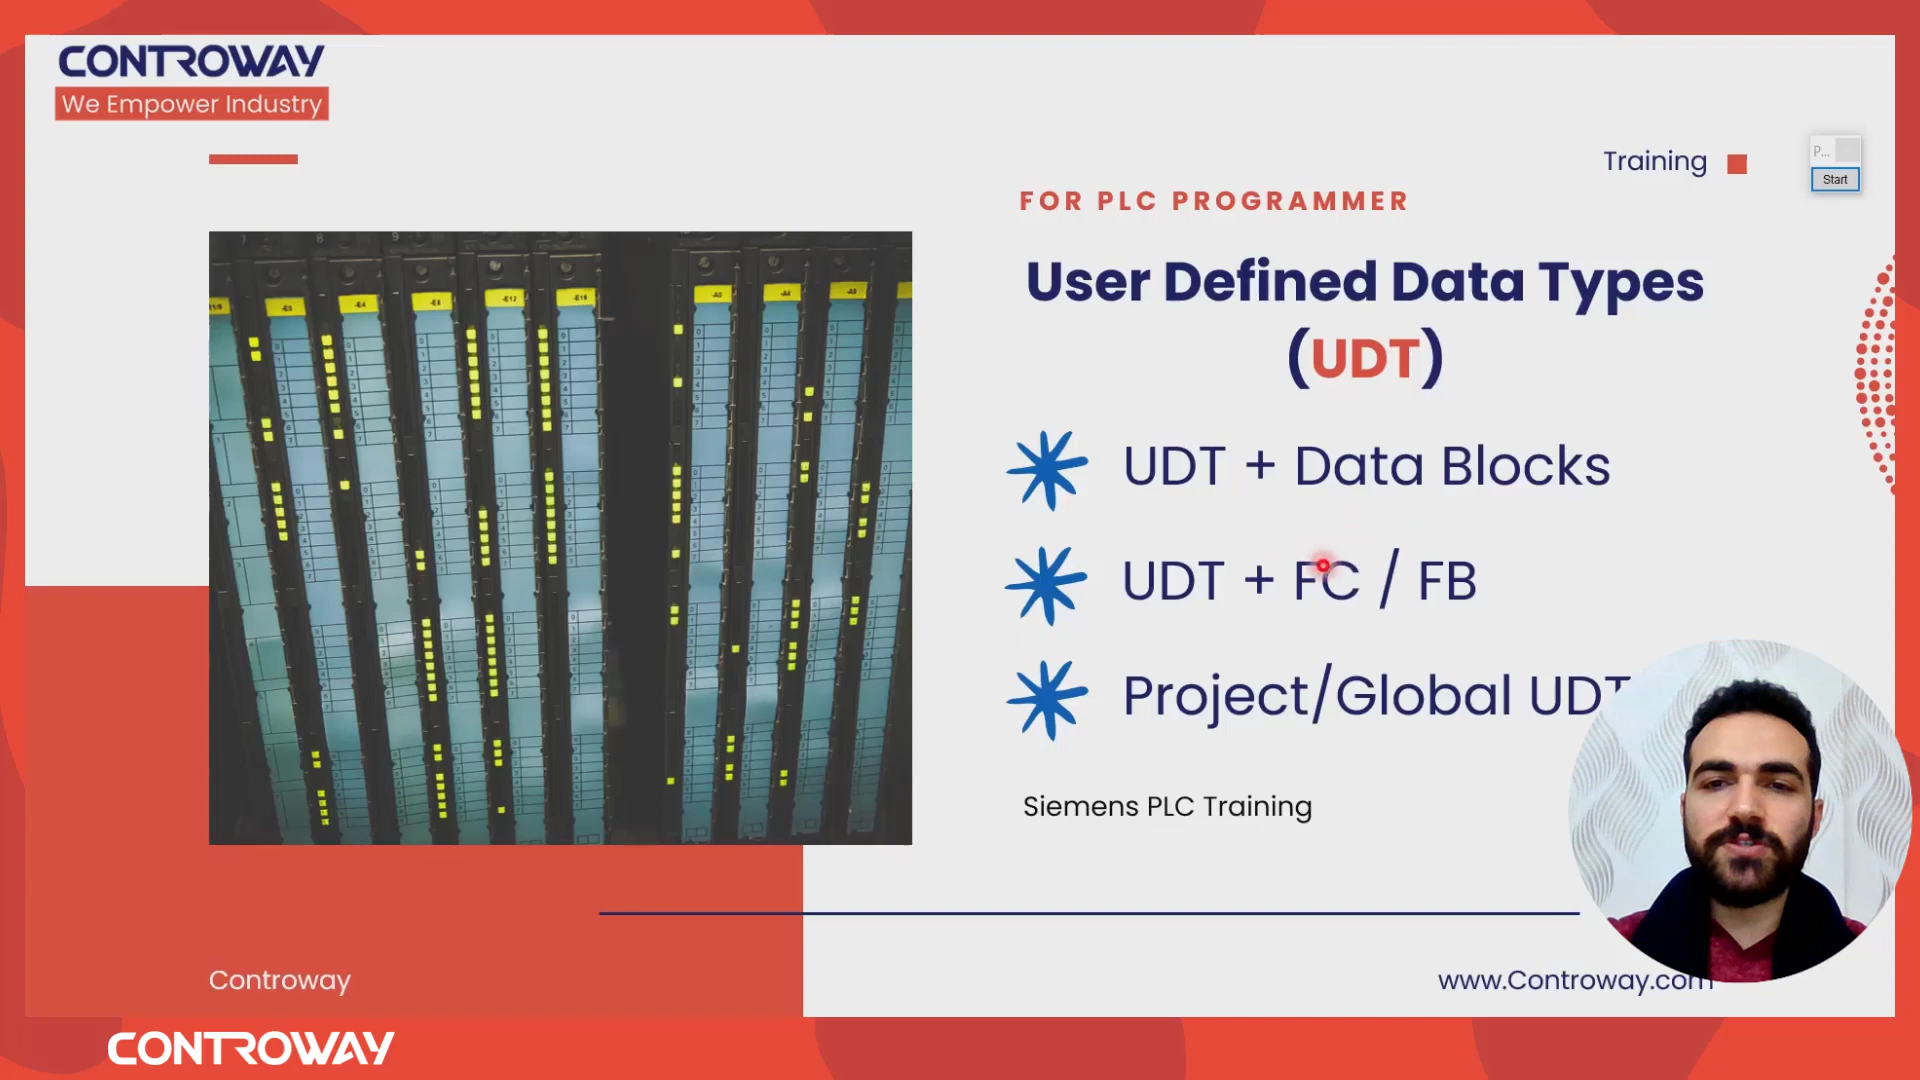 CONTROWAY
We Empower Industry
Training
P...
Start
FOR PLC PROGRAMMER
User Defined Data Types
(UDT)
UDT + Data Blocks
UDT + FC / FB
Project/Global UDT
Siemens PLC Training
Controway
www.Controway.com
CONTROWAY